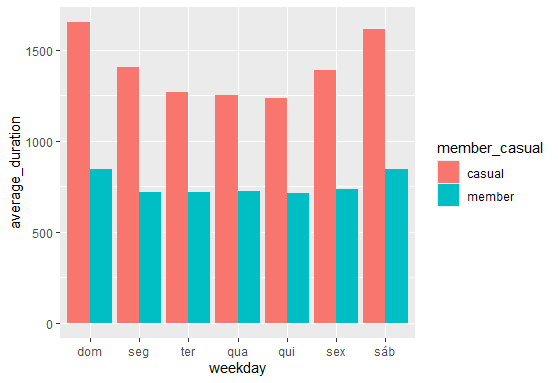 1500
1000
500
0
average_duration
dom seg ter qua qui sex sáb
weekday
member_casual
casual
member